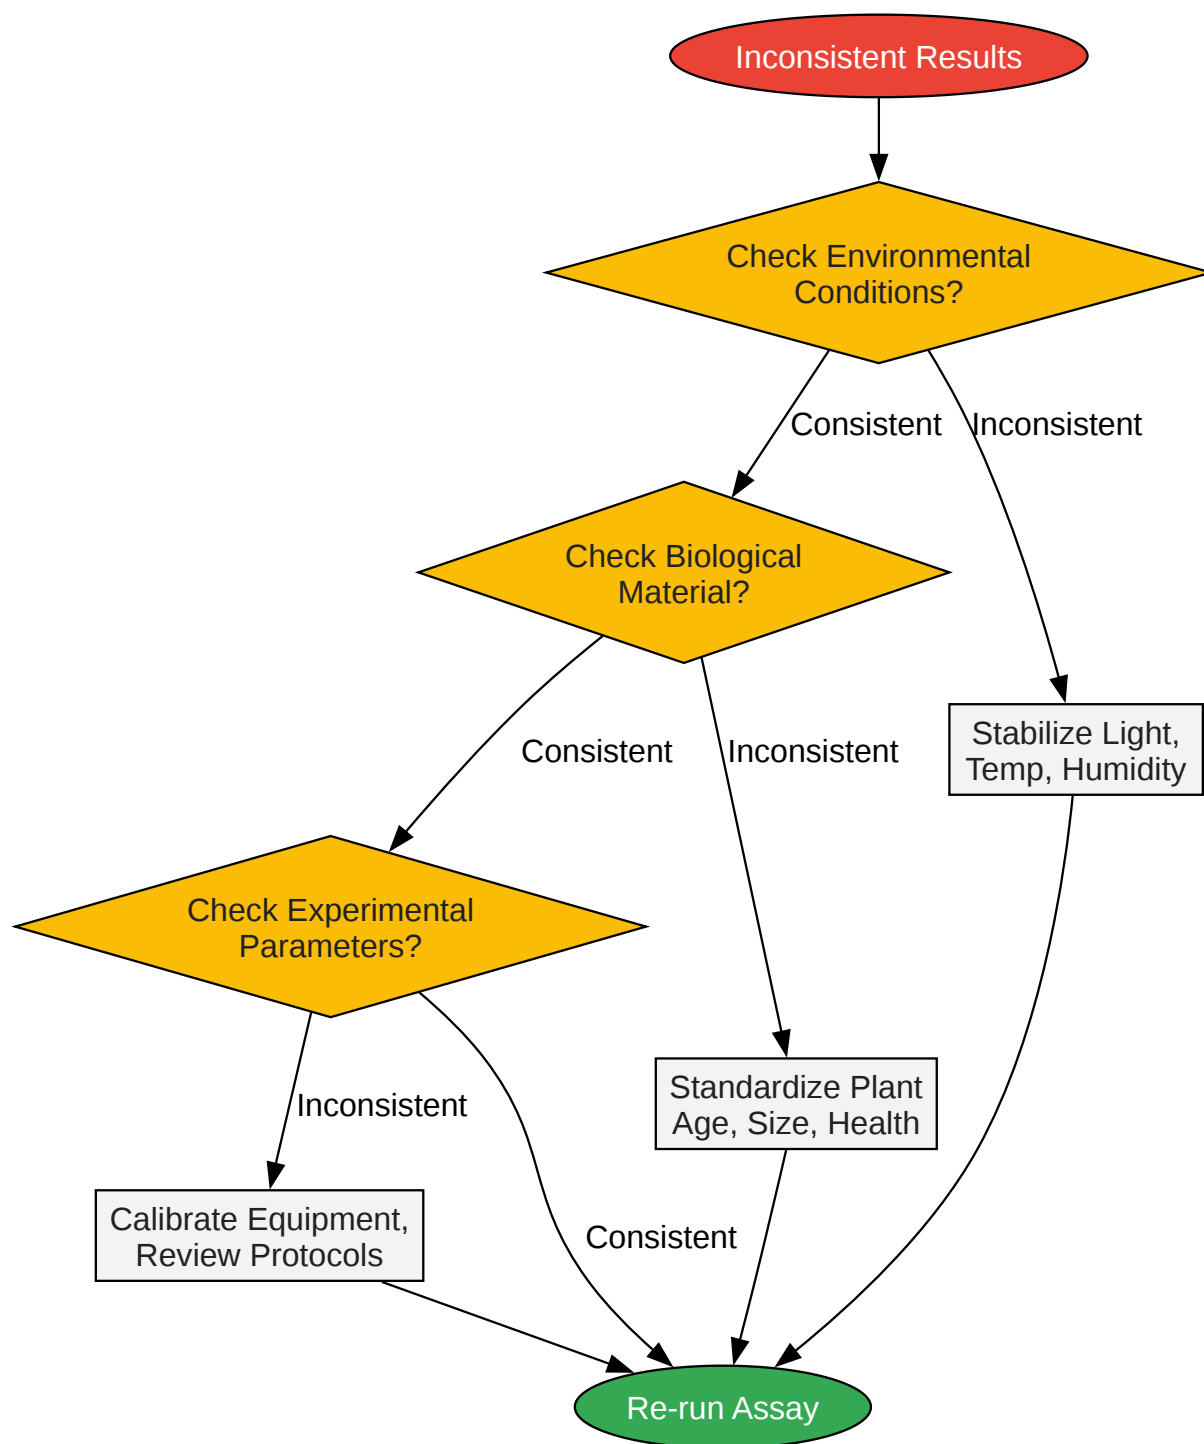 Inconsistent Results
Check Environmental
Conditions?
Consistent
Inconsistent
Check Biological
Material?
Stabilize Light,
Temp, Humidity
Consistent
Inconsistent
Check Experimental
Parameters?
Standardize Plant
Age, Size, Health
Inconsistent
Calibrate Equipment,
Review Protocols
Consistent
Re-run Assay